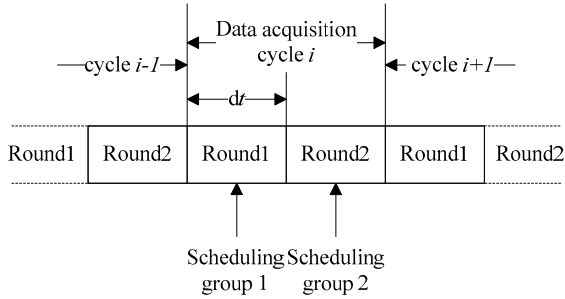 Data acquisition
cycle i
cycle i-1
cycle i+1
dt
Round1 Round2 Round1 Round2 Round1 Round2
Scheduling Scheduling
group 1 group 2